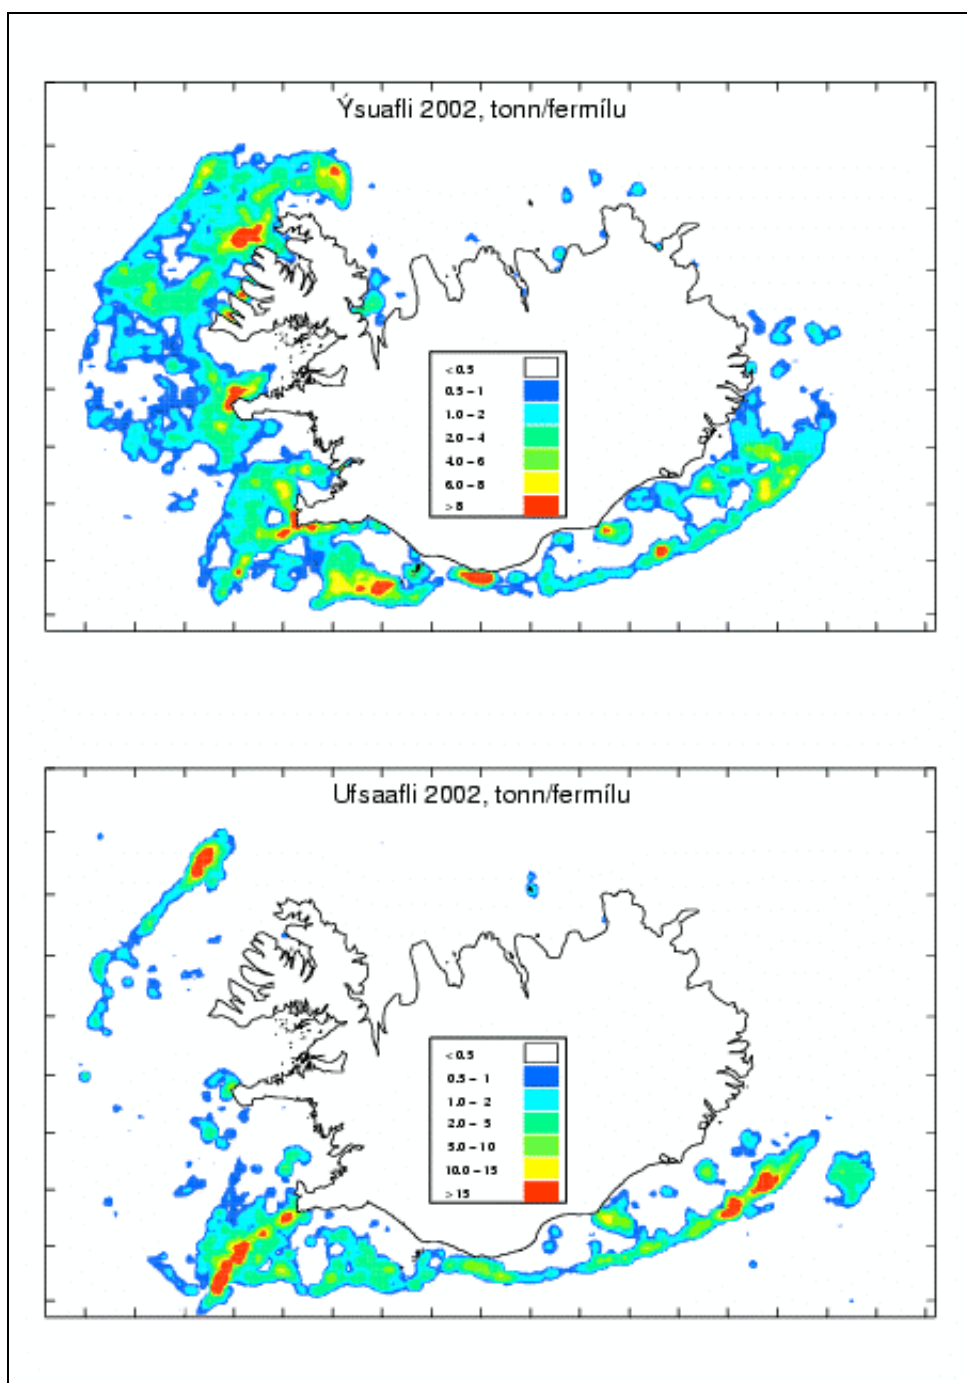 Ýsuafli 2002, tonn/fermílu
< 0.5
0.5 – 1
1.0 – 2
2.0 – 4
4.0 – 6
6.0 – 8
> 8
Ufsaafli 2002, tonn/fermílu
< 0.5
0.5 – 1
1.0 – 2
2.0 – 5
5.0 – 10
10.0 – 15
> 15